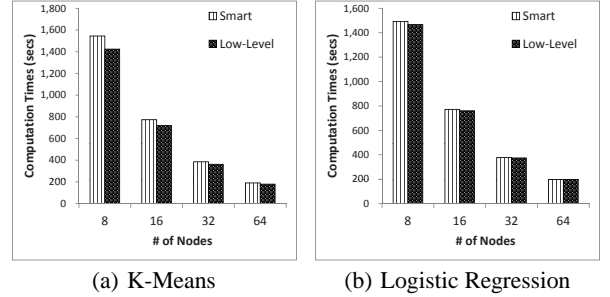 1,800
1,600
1,400
1,200
1,000
800
600
400
200
0
Computation Times (secs)
Smart
Low-Level
8 16 32 64
# of Nodes
(a) K-Means
1,800
1,600
1,400
1,200
1,000
800
600
400
200
0
Computation Times (secs)
Smart
Low-Level
8 16 32 64
# of Nodes
(b) Logistic Regression